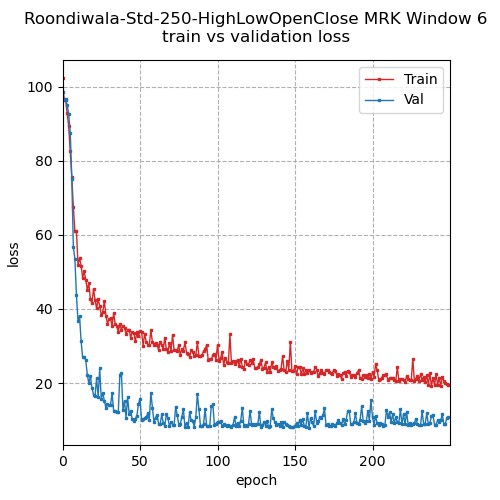 Roondiwala-Std-250-HighLowOpenClose MRK Window 6
train vs validation loss
Train
Val
100
80
60
40
20
loss
0
50
100
150
200
epoch